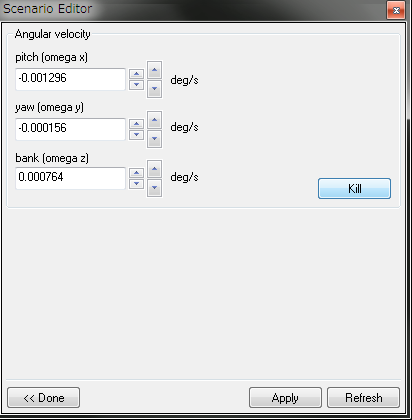 Scenario Editor
Angular velocity
pitch (omega x)
-0.001296 deg/s
yaw (omega y)
-0.000156 deg/s
bank (omega z)
0.000764 deg/s
Kill
<< Done Apply Refresh